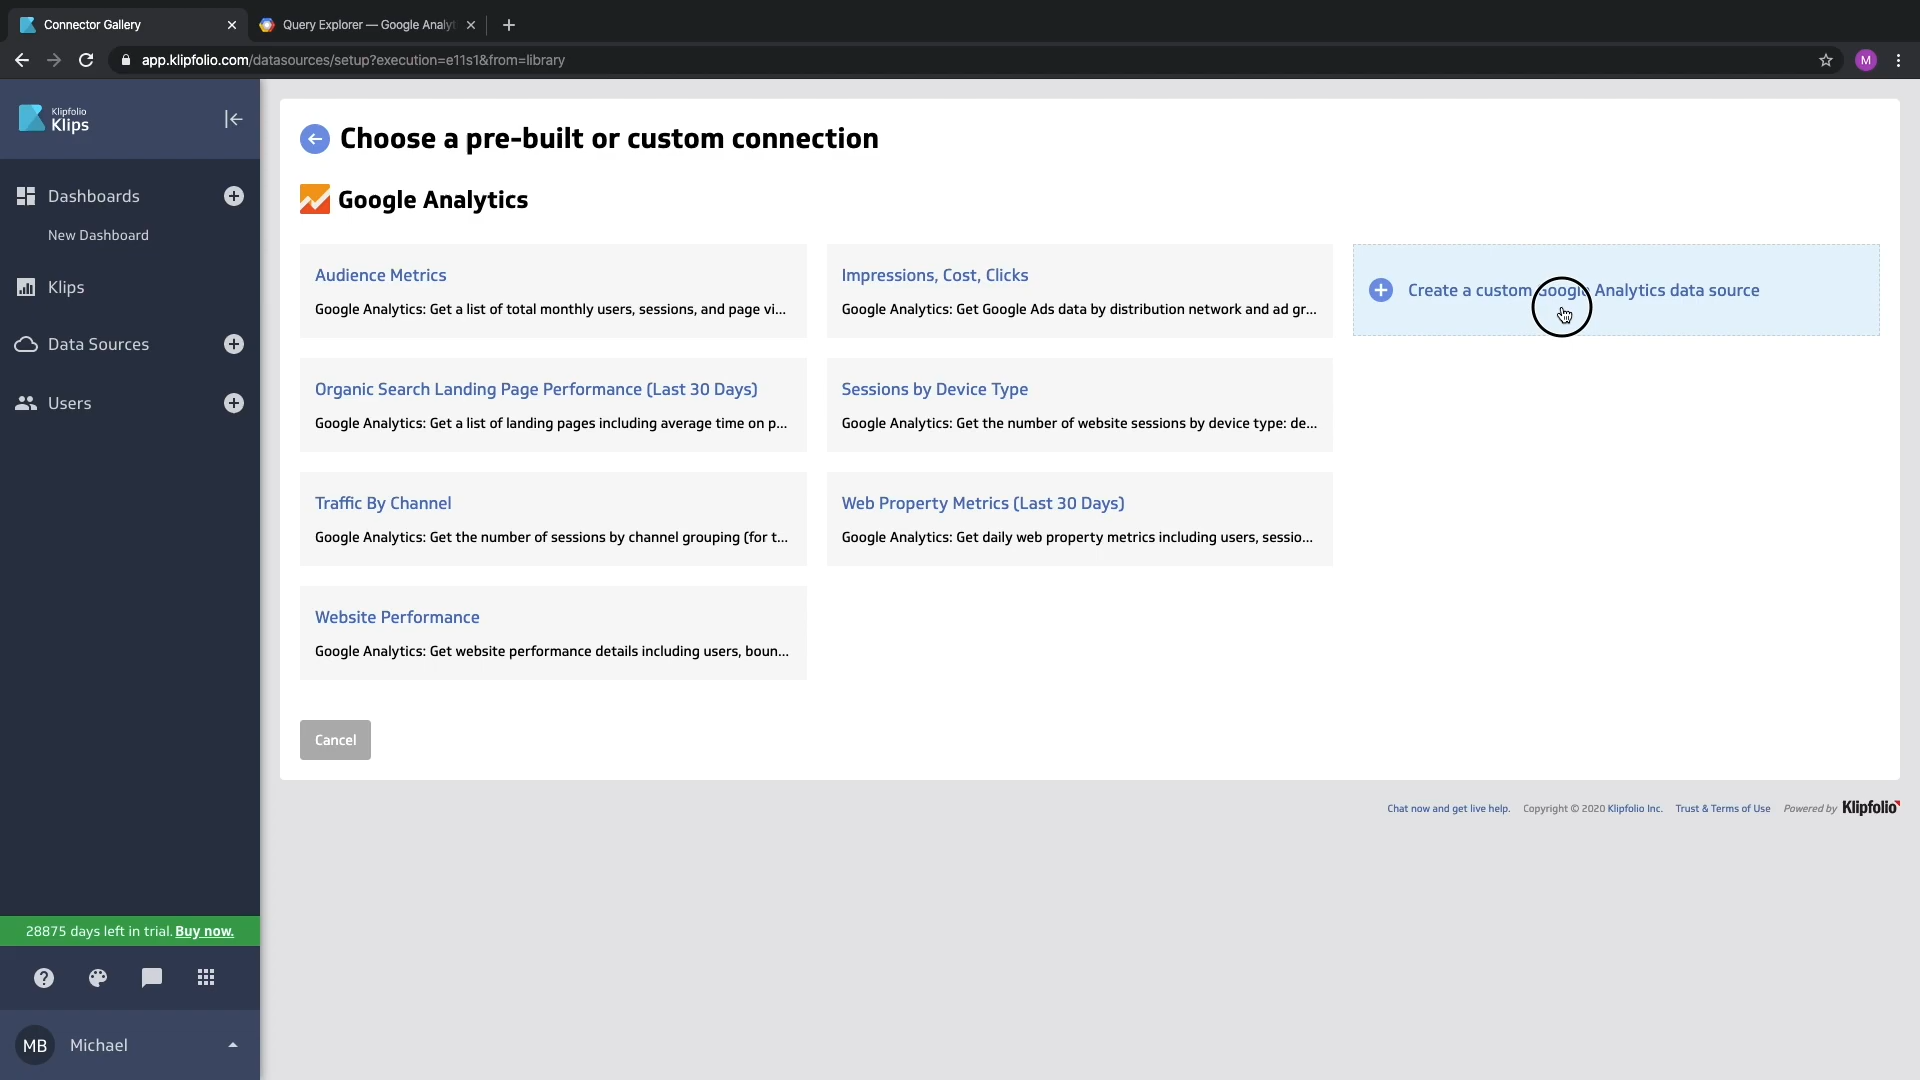 Connector Gallery
Query Explorer — Google Analyt
app.klipfolio.com/datasources/setup?execution=e11s1&from=library
M
Klipfolio
Klips
Dashboards
New Dashboard
Klips
Data Sources
Users
28875 days left in trial. Buy now.
MB
Michael
Choose a pre-built or custom connection
Google Analytics
Audience Metrics
Google Analytics: Get a list of total monthly users, sessions, and page vi...
Impressions, Cost, Clicks
Google Analytics: Get Google Ads data by distribution network and ad gr...
Create a custom Google Analytics data source
Organic Search Landing Page Performance (Last 30 Days)
Google Analytics: Get a list of landing pages including average time on p...
Sessions by Device Type
Google Analytics: Get the number of website sessions by device type: de...
Traffic By Channel
Google Analytics: Get the number of sessions by channel grouping (for t...
Web Property Metrics (Last 30 Days)
Google Analytics: Get daily web property metrics including users, sessio...
Website Performance
Google Analytics: Get website performance details including users, boun...
Cancel
Chat now and get live help. Copyright © 2020 Klipfolio Inc. Trust & Terms of Use Powered by Klipfolio